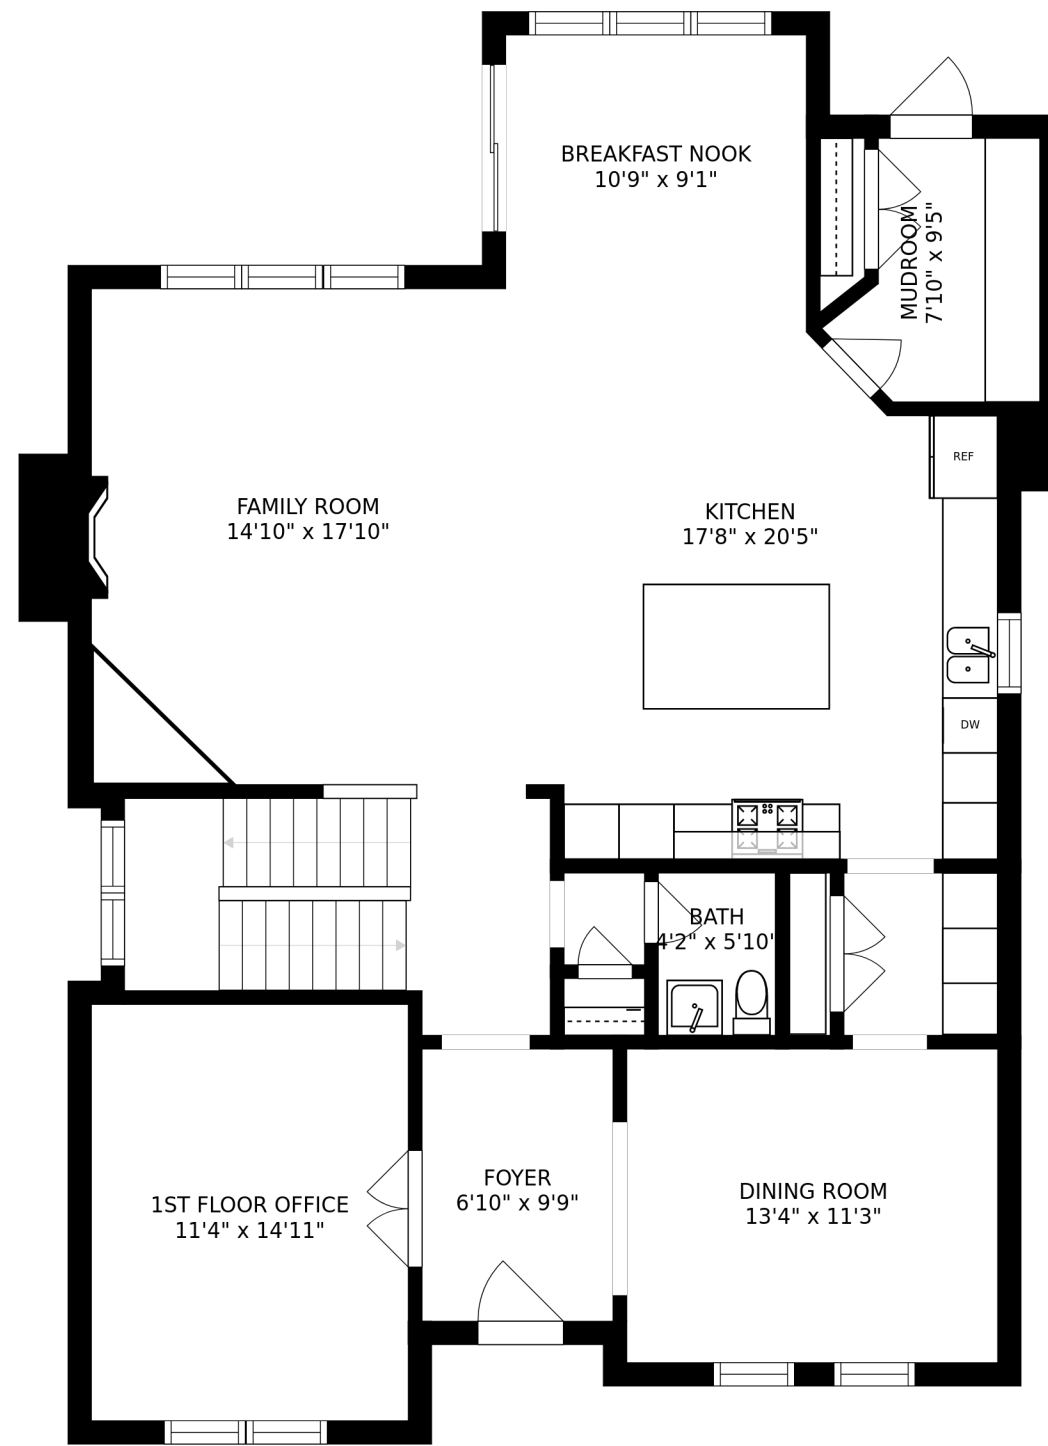 BREAKFAST NOOK
10'9" x 9'1"
MUDROOM
7'10" x 9'5"
REF
FAMILY ROOM
14'10" x 17'10"
KITCHEN
17'8" x 20'5"
DW
BATH
4'2" x 5'10"
FOYER
6'10" x 9'9"
1ST FLOOR OFFICE
11'4" x 14'11"
DINING ROOM
13'4" x 11'3"